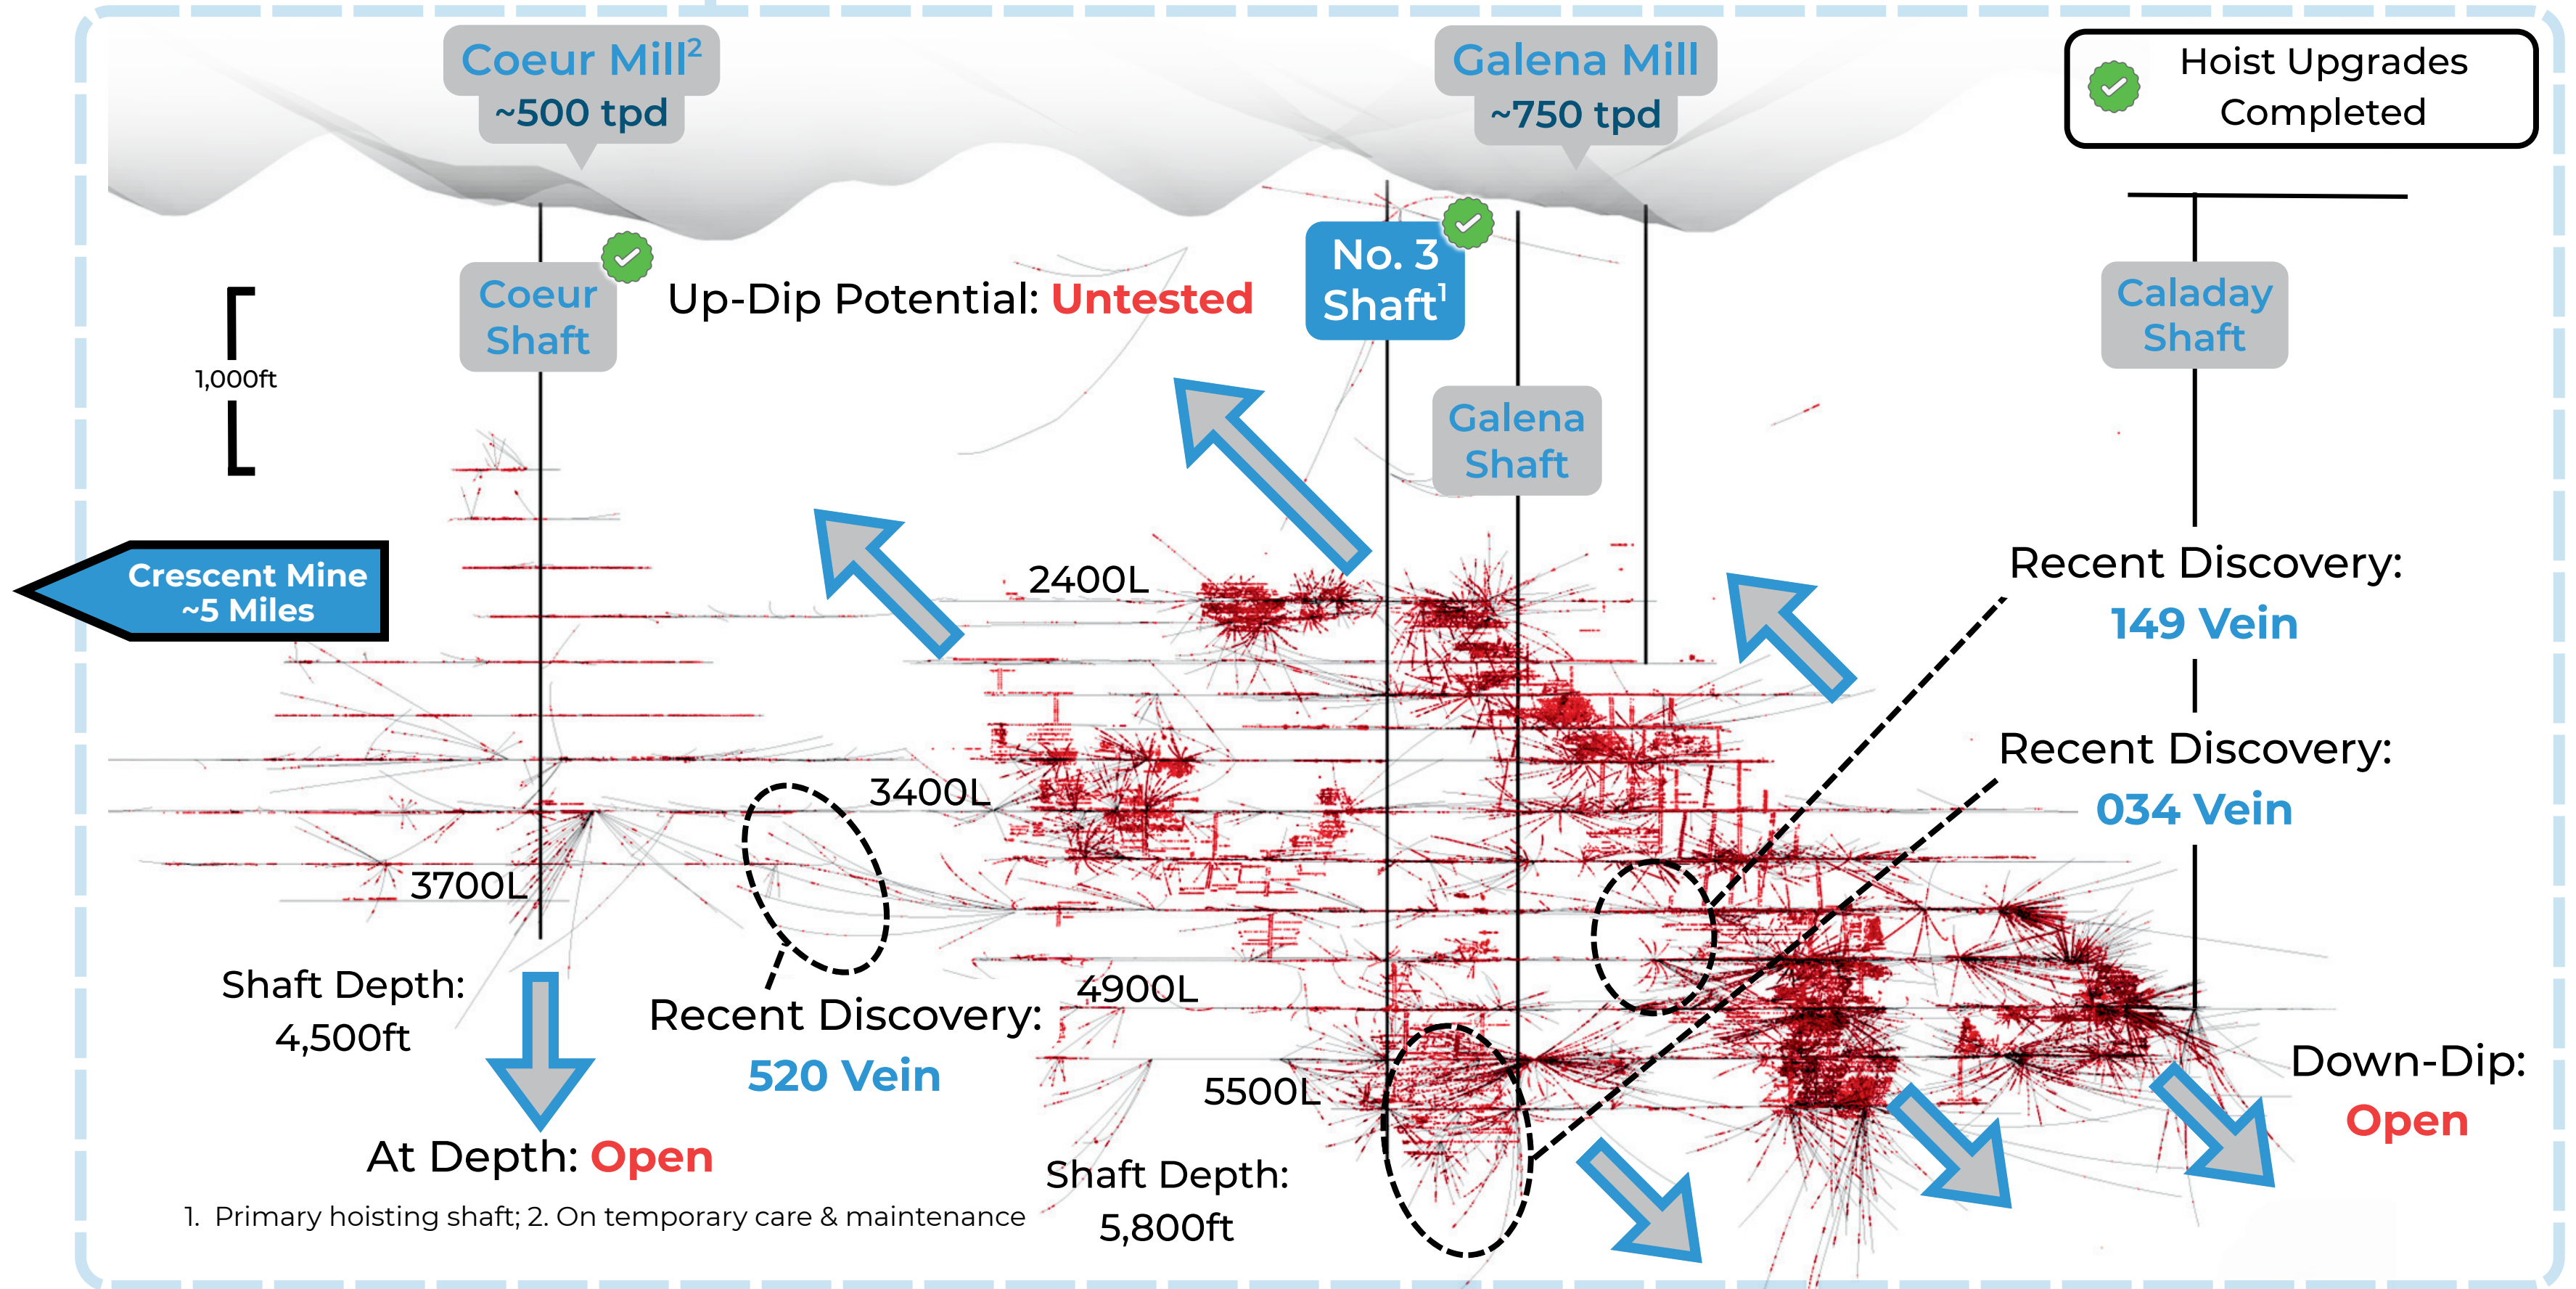 Coeur Mill²
~500 tpd
Galena Mill
~750 tpd
Hoist Upgrades
Completed
Coeur
Shaft
Up-Dip Potential: Untested
No. 3
Shaft¹
Caladay
Shaft
1,000ft
Galena
Shaft
Crescent Mine
~5 Miles
2400L
Recent Discovery:
149 Vein
Recent Discovery:
034 Vein
3400L
3700L
Shaft Depth:
4,500ft
4900L
Recent Discovery:
520 Vein
5500L
Down-Dip:
Open
At Depth: Open
Shaft Depth:
5,800ft
1. Primary hoisting shaft; 2. On temporary care & maintenance